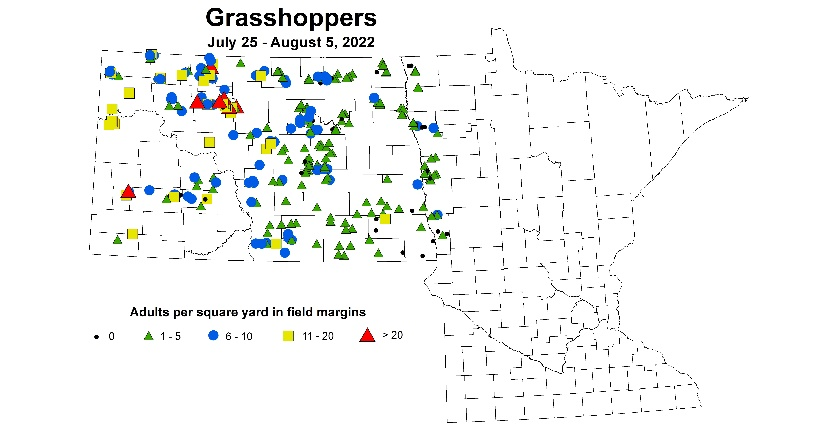 Grasshoppers
July 25 - August 5, 2022
Adults per square yard in field margins
0 1 - 5 6 - 10 11 - 20 > 20